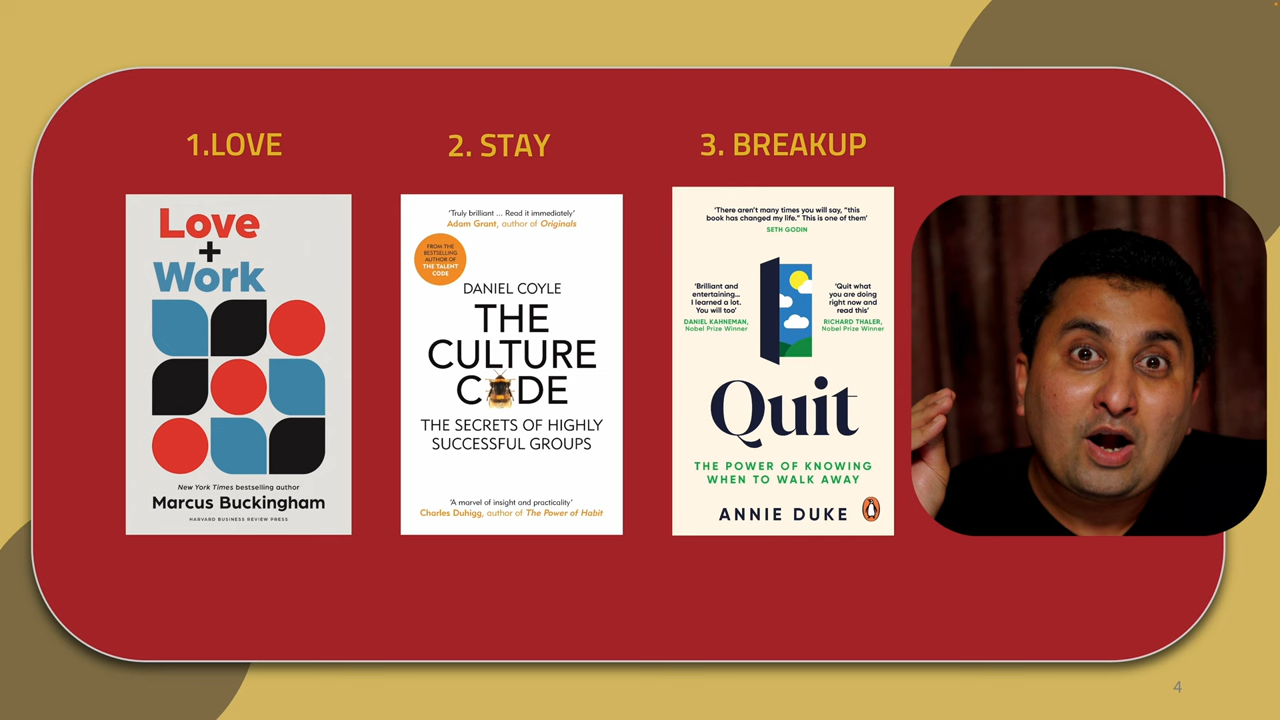 1.LOVE
2. STAY
3. BREAKUP
Love
+
Work
New York Times bestselling author
Marcus Buckingham
HARVARD BUSINESS REVIEW PRESS
'Truly brilliant ... Read it immediately'
Adam Grant, author of Originals
FROM THE
BESTSELLING
AUTHOR OF
THE TALENT
CODE
DANIEL COYLE
THE
CULTURE
CODE
THE SECRETS OF HIGHLY
SUCCESSFUL GROUPS
'A marvel of insight and practicality'
Charles Duhigg, author of The Power of Habit
'There aren't many times you will say, "this
book has changed my life." This is one of them'
SETH GODIN
'Brilliant and
entertaining...
I learned a lot.
You will too'
DANIEL KAHNEMAN,
Nobel Prize Winner
'Quit what
you are doing
right now and
read this'
RICHARD THALER,
Nobel Prize Winner
Quit
THE POWER OF KNOWING
WHEN TO WALK AWAY
ANNIE DUKE
4